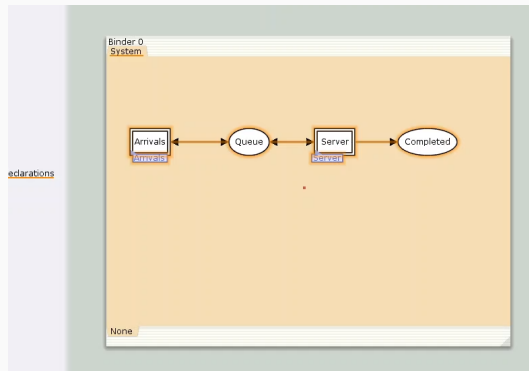 Binder 0
System
Arrivals
Queue
Server
Completed
Arrivals
Server
eclarations
None